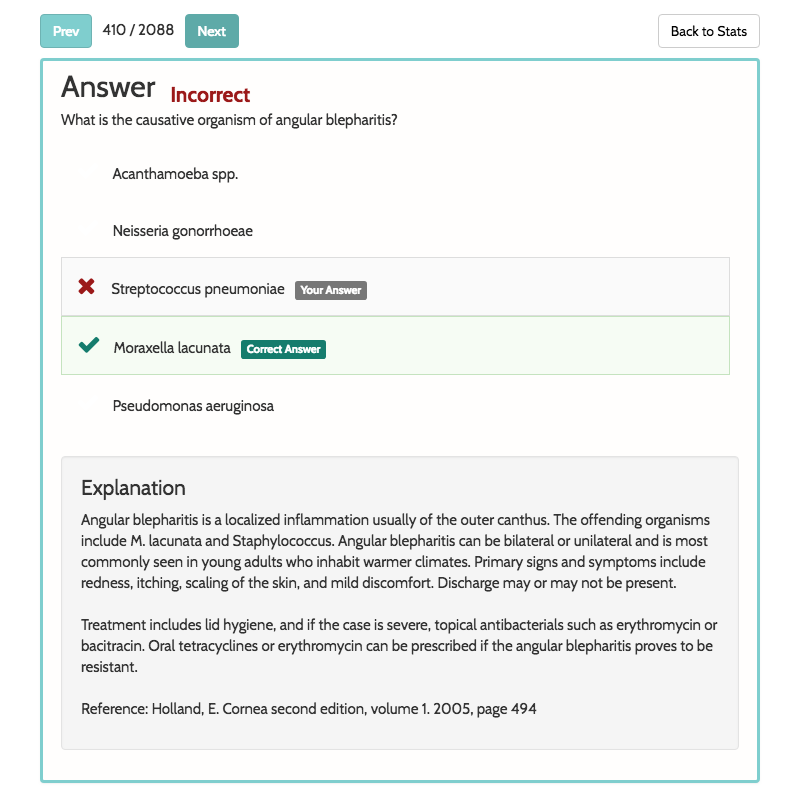 Prev 410 / 2088 Next Back to Stats
Answer Incorrect
What is the causative organism of angular blepharitis?
Acanthamoeba spp.
Neisseria gonorrhoeae
Streptococcus pneumoniae Your Answer
Moraxella lacunata Correct Answer
Pseudomonas aeruginosa
Explanation
Angular blepharitis is a localized inflammation usually of the outer canthus. The offending organisms
include M. lacunata and Staphylococcus. Angular blepharitis can be bilateral or unilateral and is most
commonly seen in young adults who inhabit warmer climates. Primary signs and symptoms include
redness, itching, scaling of the skin, and mild discomfort. Discharge may or may not be present.
Treatment includes lid hygiene, and if the case is severe, topical antibacterials such as erythromycin or
bacitracin. Oral tetracyclines or erythromycin can be prescribed if the angular blepharitis proves to be
resistant.
Reference: Holland, E. Cornea second edition, volume 1. 2005, page 494